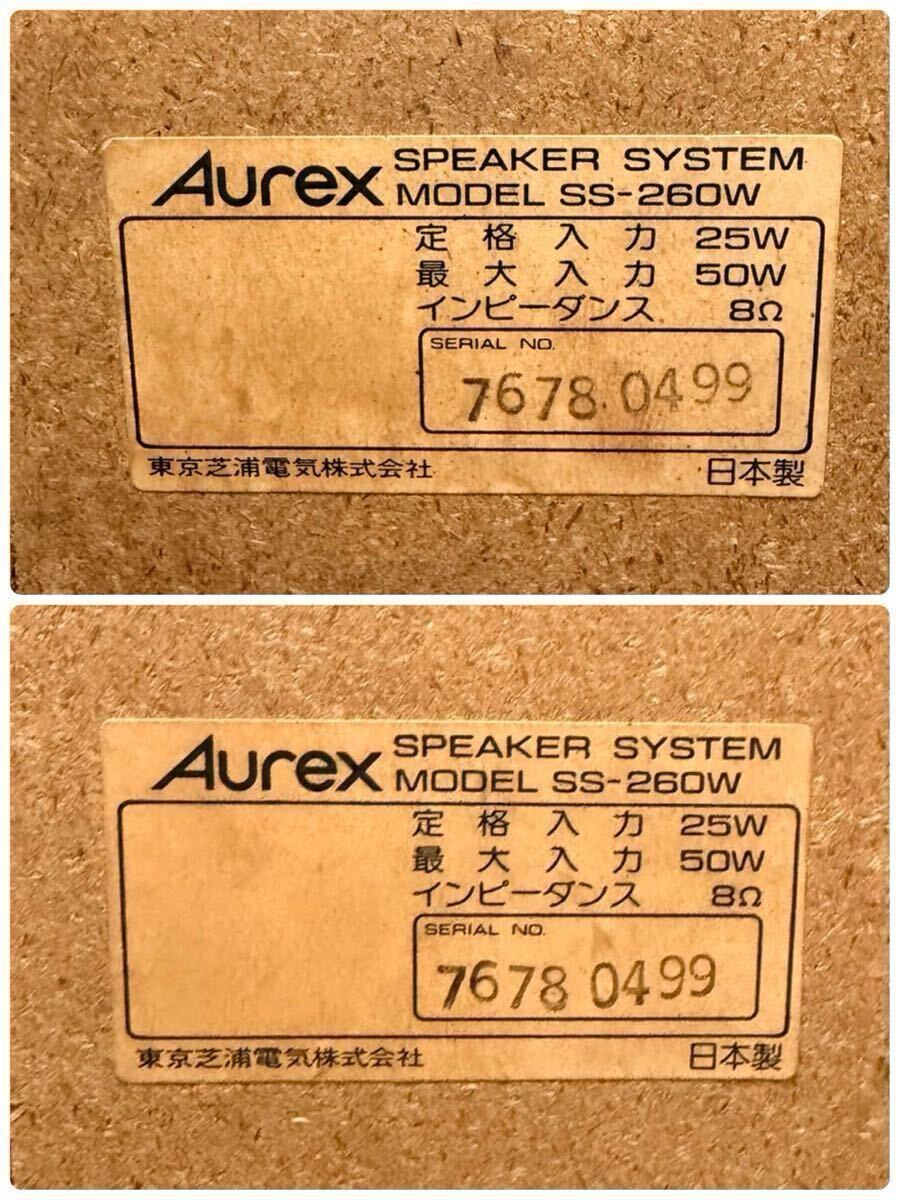 Aurex SPEAKER SYSTEM
MODEL SS-260W
定格入力 25W
最大入力 50W
インピーダンス 8Ω
SERIAL NO.
7678 0499
東京芝浦電気株式会社 日本製
Aurex SPEAKER SYSTEM
MODEL SS-260W
定格入力 25W
最大入力 50W
インピーダンス 8Ω
SERIAL NO.
7678 0499
東京芝浦電気株式会社 日本製